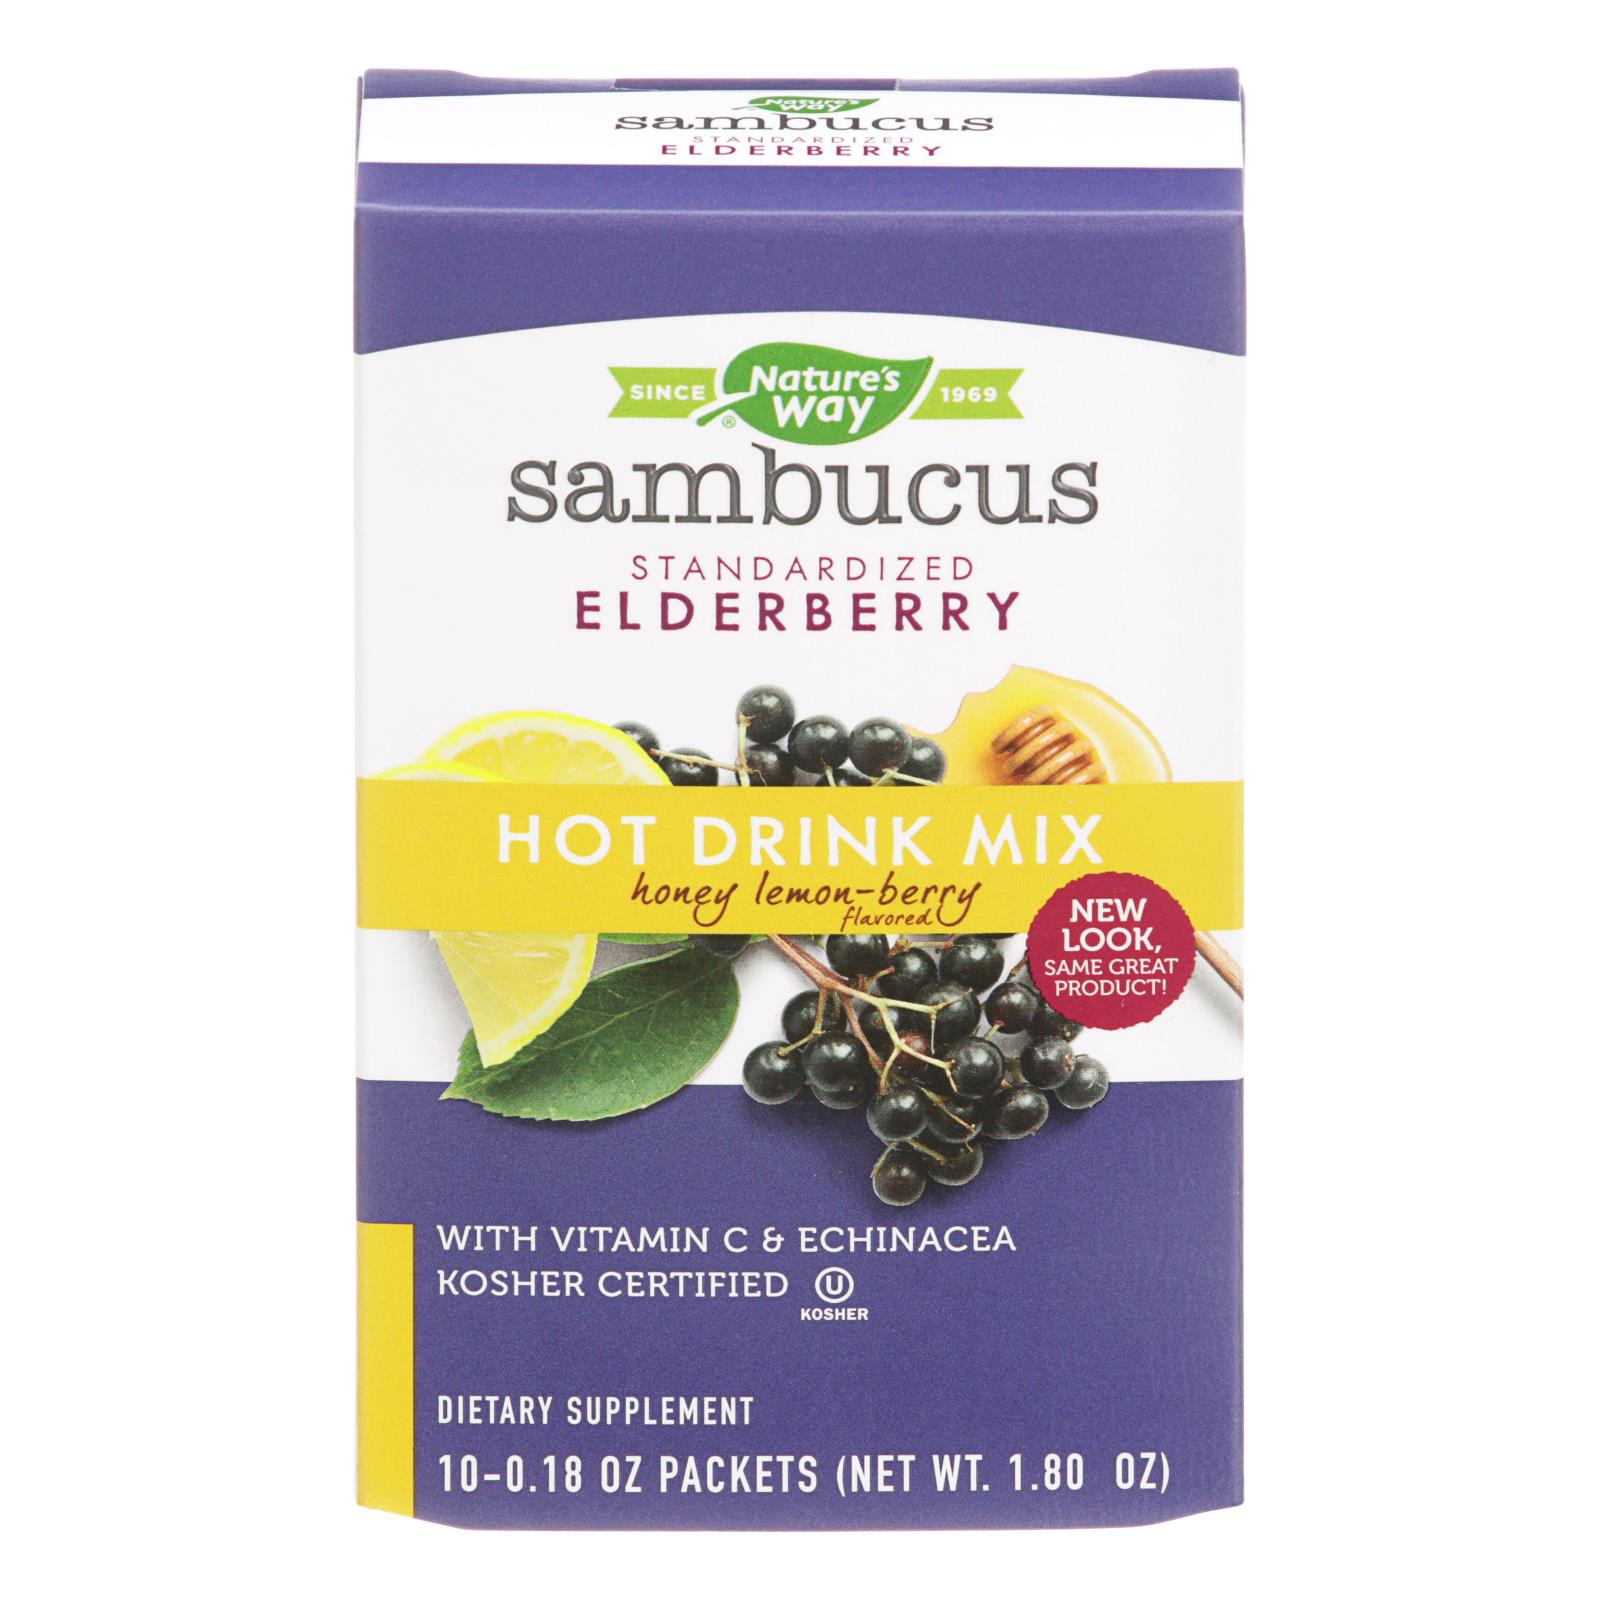 Nature's
Way
sambucus
STANDARDIZED
ELDERBERRY
SINCE
Nature's
Way
®
1969
sambucus
STANDARDIZED
ELDERBERRY
HOT DRINK MIX
honey lemon-berry
flavored
NEW
LOOK,
SAME GREAT
PRODUCT!
WITH VITAMIN C & ECHINACEA
KOSHER CERTIFIED U
KOSHER
DIETARY SUPPLEMENT
10-0.18 OZ PACKETS (NET WT. 1.80 OZ)